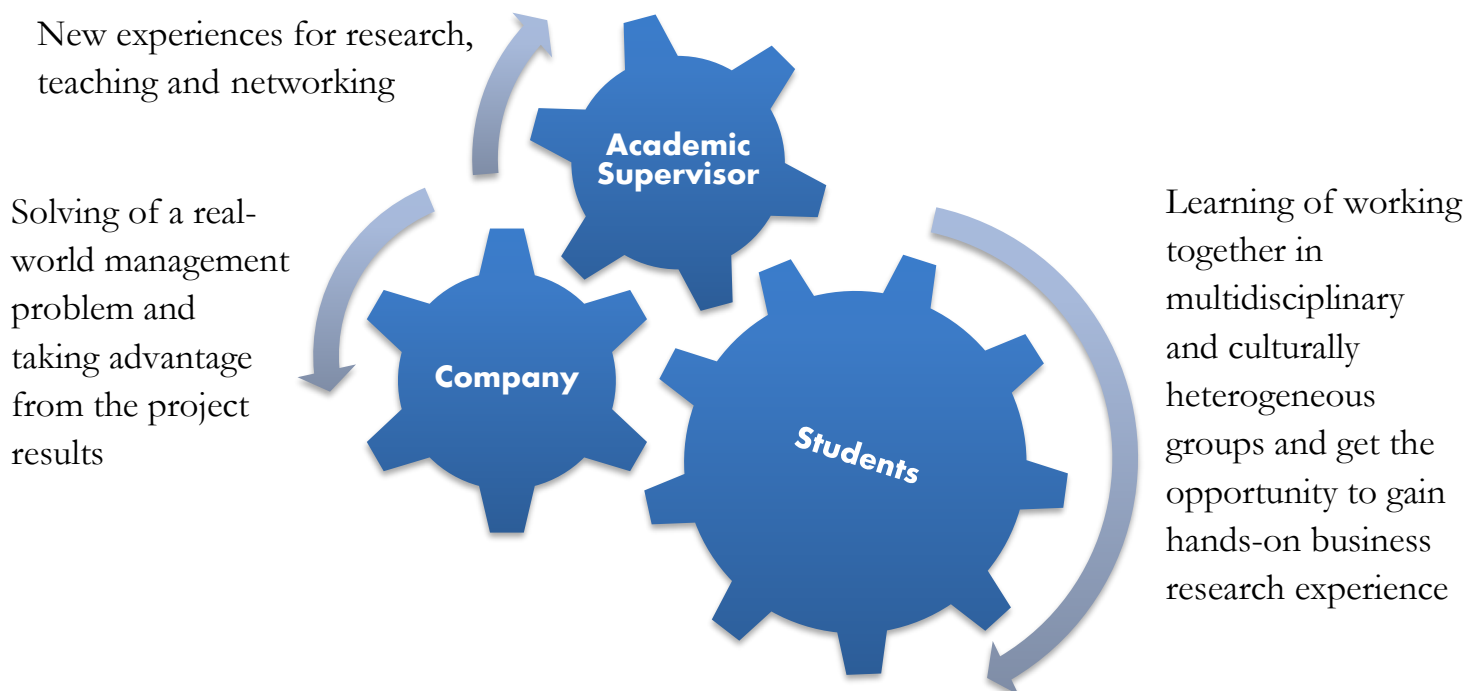 New experiences for research,
teaching and networking
Academic
Supervisor
Solving of a real-
world management
problem and
taking advantage
from the project
results
Company
Students
Learning of working
together in
multidisciplinary
and culturally
heterogeneous
groups and get the
opportunity to gain
hands-on business
research experience